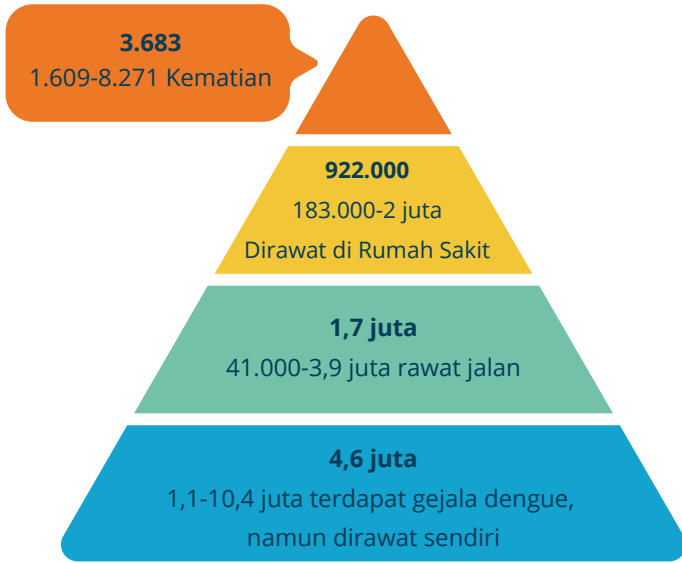 3.683
1.609-8.271 Kematian
922.000
183.000-2 juta
Dirawat di Rumah Sakit
1,7 juta
41.000-3,9 juta rawat jalan
4,6 juta
1,1-10,4 juta terdapat gejala dengue,
namun dirawat sendiri